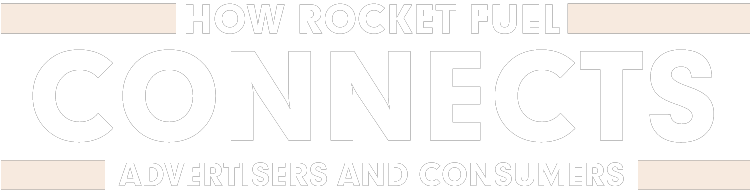 HOW ROCKET FUEL
CONNECTS
ADVERTISERS AND CONSUMERS